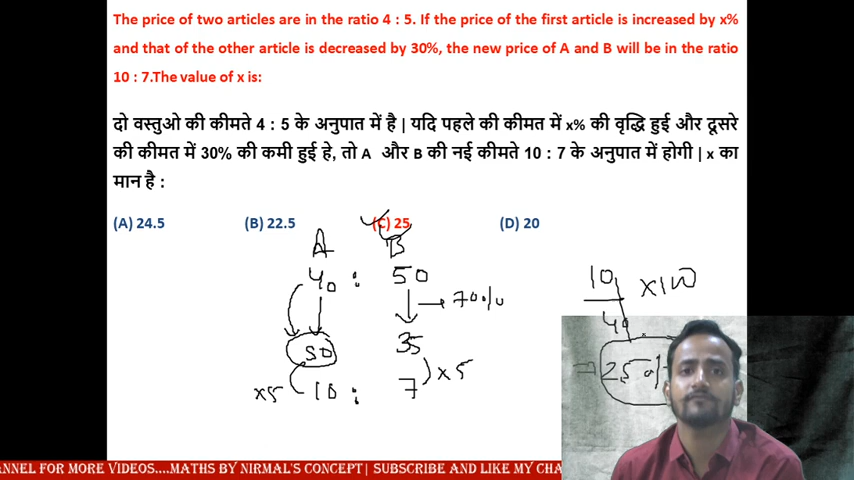 The price of two articles are in the ratio 4 : 5. If the price of the first article is increased by x%
and that of the other article is decreased by 30%, the new price of A and B will be in the ratio
10 : 7.The value of x is:
दो वस्तुओ की कीमते 4 : 5 के अनुपात में है | यदि पहले की कीमत में x% की वृद्धि हुई और दूसरे
की कीमत में 30% की कमी हुई हे, तो A और B की नई कीमते 10 : 7 के अनुपात में होगी | x का
मान है :
(A) 24.5 (B) 22.5 (C) 25 (D) 20
A B
40 : 50
→ 70%
50 35
×5 10 : 7 ×5
10/40 ×100
⇒ 25%
ANNEL FOR MORE VIDEOS....MATHS BY NIRMAL'S CONCEPT| SUBSCRIBE AND LIKE MY CHA